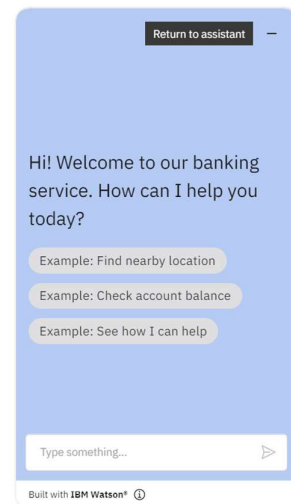 Return to assistant
Hi! Welcome to our banking
service. How can I help you
today?
Example: Find nearby location
Example: Check account balance
Example: See how I can help
Type something...
Built with IBM Watson®